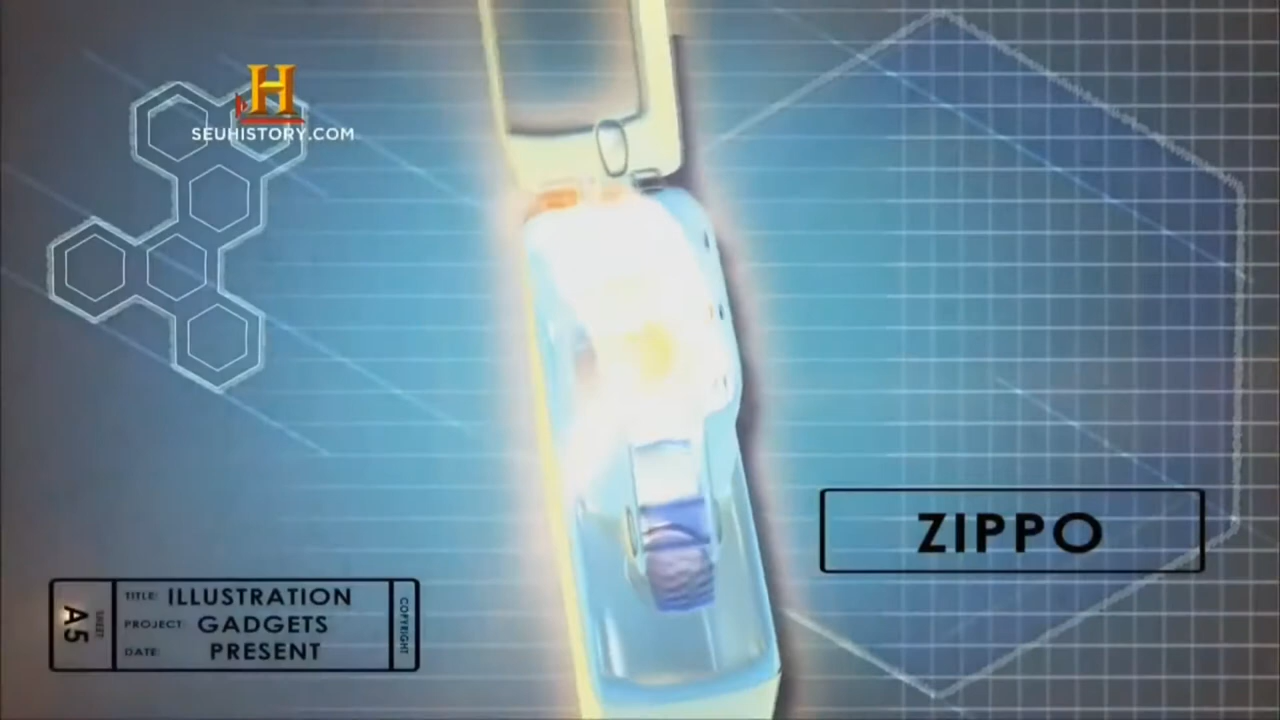 H
SEUHISTORY.COM
ZIPPO
A5
SHEET
TITLE: ILLUSTRATION
PROJECT: GADGETS
DATE: PRESENT
COPYRIGHT